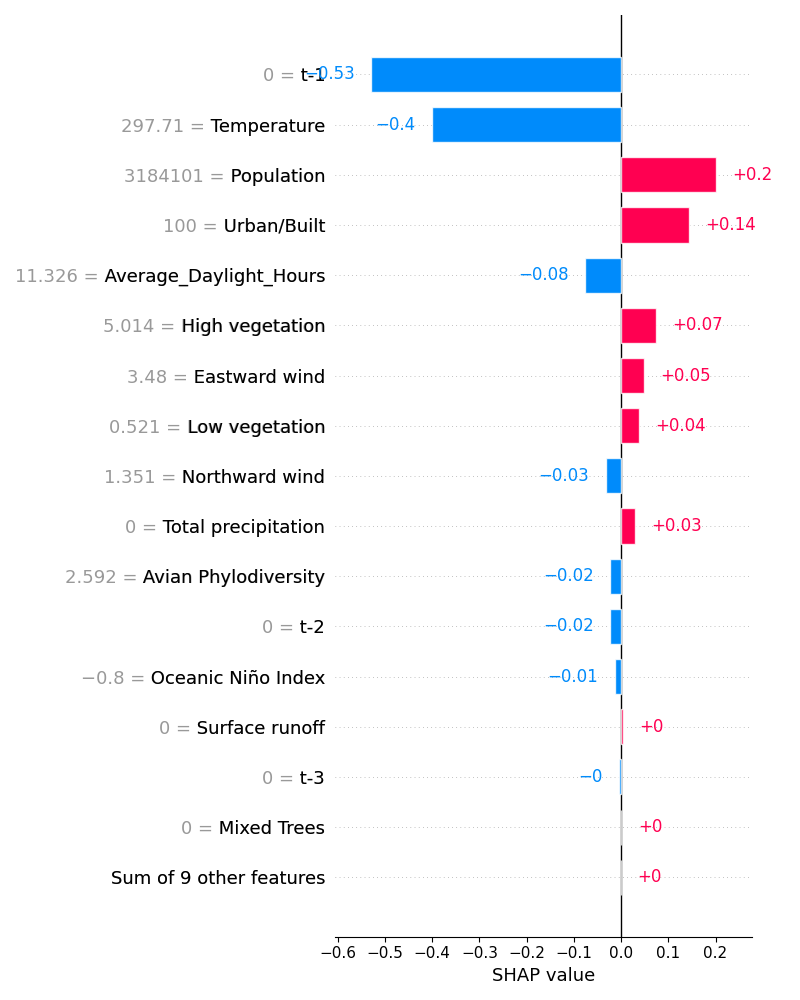 0 = t-1 −0.53
297.71 = Temperature −0.4
3184101 = Population +0.2
100 = Urban/Built +0.14
11.326 = Average_Daylight_Hours −0.08
5.014 = High vegetation +0.07
3.48 = Eastward wind +0.05
0.521 = Low vegetation +0.04
1.351 = Northward wind −0.03
0 = Total precipitation +0.03
2.592 = Avian Phylodiversity −0.02
0 = t-2 −0.02
−0.8 = Oceanic Niño Index −0.01
0 = Surface runoff +0
0 = t-3 −0
0 = Mixed Trees +0
Sum of 9 other features +0
−0.6 −0.5 −0.4 −0.3 −0.2 −0.1 0.0 0.1 0.2
SHAP value